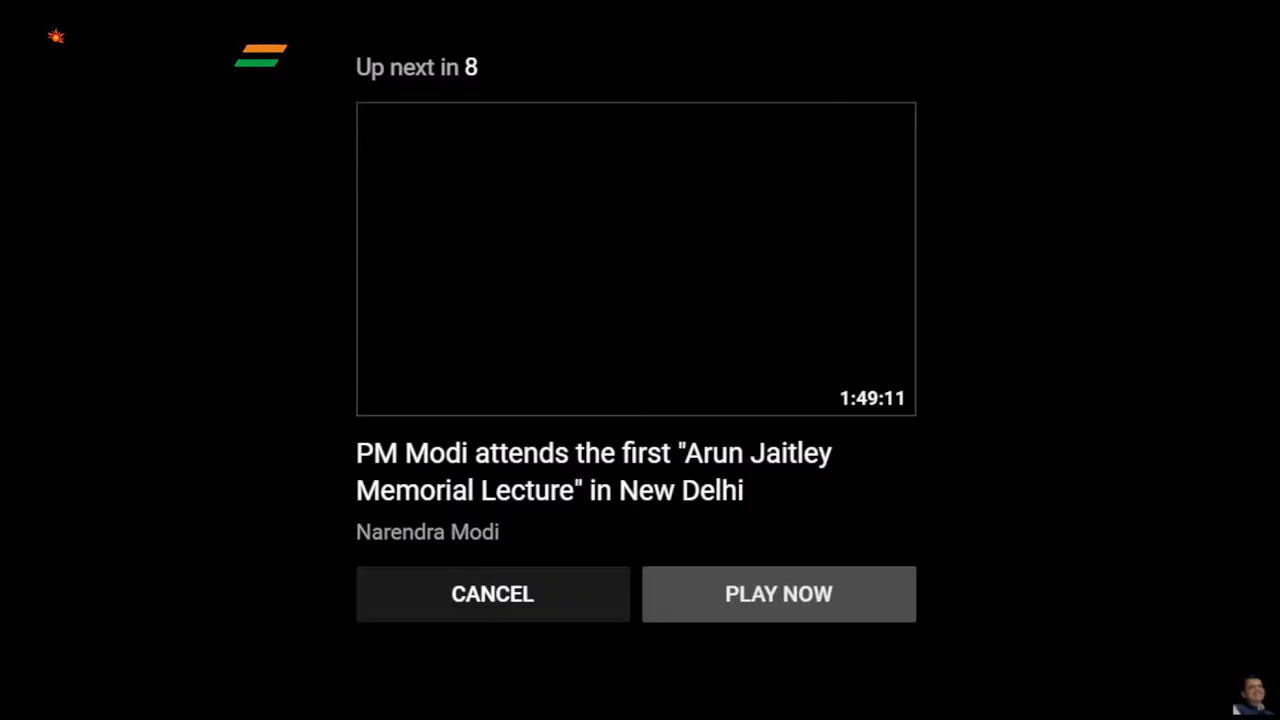 Up next in 8
1:49:11
PM Modi attends the first "Arun Jaitley
Memorial Lecture" in New Delhi
Narendra Modi
CANCEL
PLAY NOW